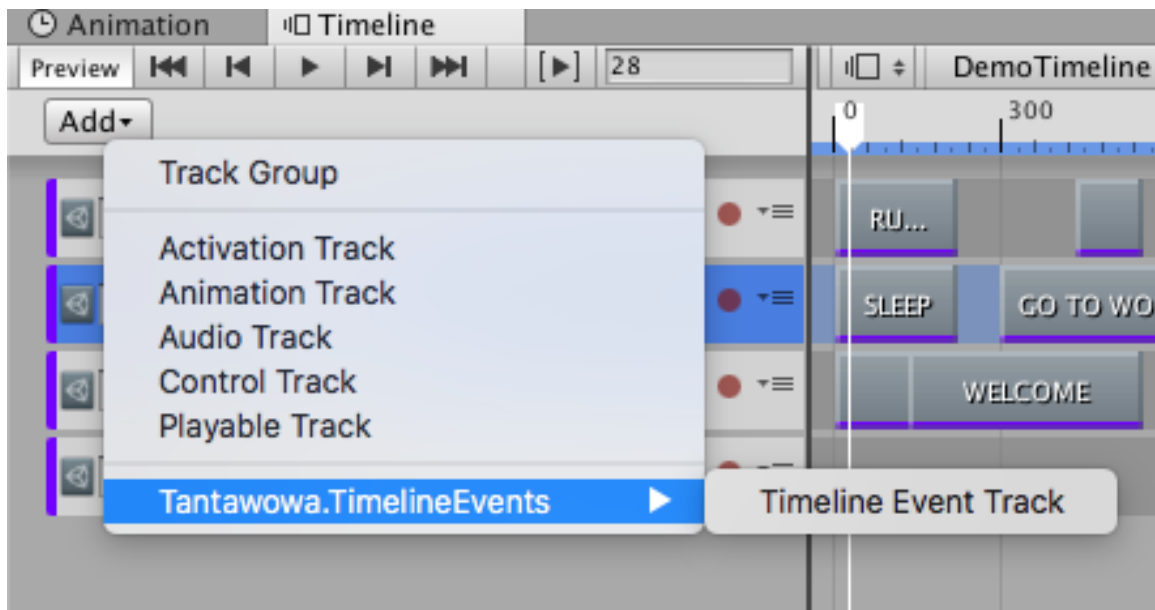 Animation Timeline
Preview 28 DemoTimeline
Add 0 300
Track Group
Activation Track
Animation Track
Audio Track
Control Track
Playable Track
Tantawowa.TimelineEvents Timeline Event Track
RU...
SLEEP GO TO WO
WELCOME